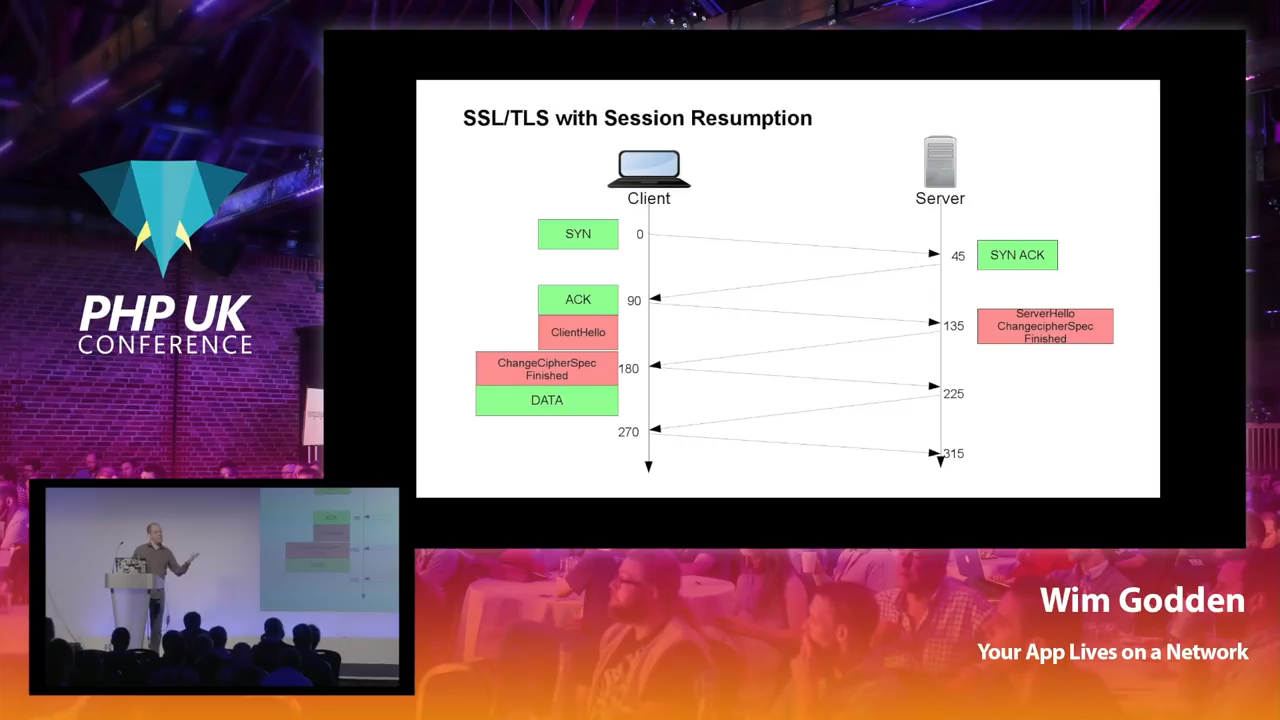 PHP UK
CONFERENCE
SSL/TLS with Session Resumption
Client
Server
SYN
0
45
SYN ACK
ACK
90
ClientHello
135
ServerHello
ChangecipherSpec
Finished
ChangeCipherSpec
Finished
180
DATA
225
270
315
Wim Godden
Your App Lives on a Network